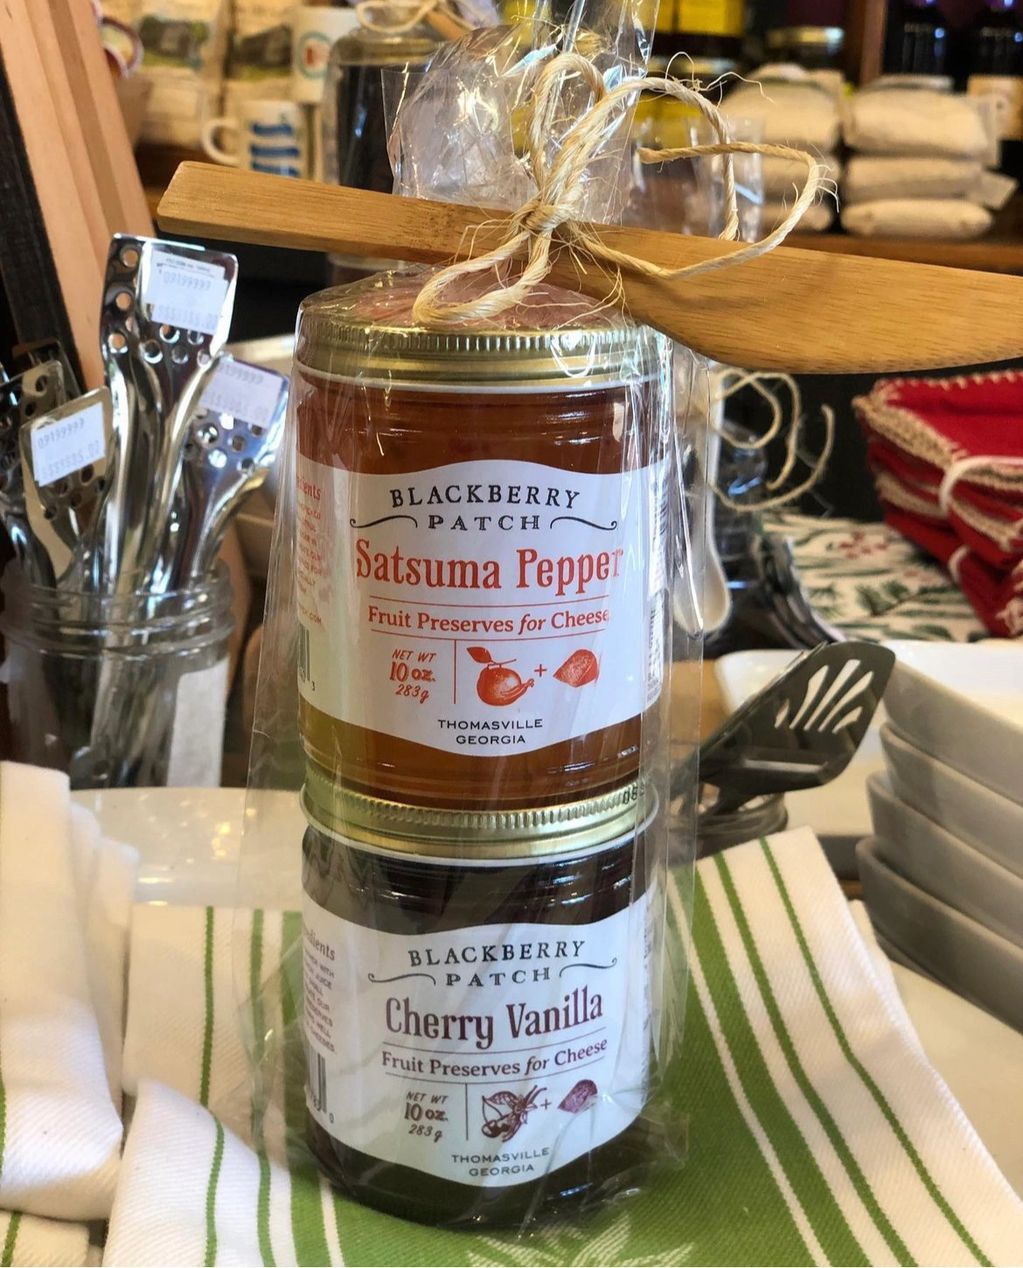 BLACKBERRY
PATCH
Satsuma Pepper
Fruit Preserves for Cheese
NET WT
10 oz.
283g
+
THOMASVILLE
GEORGIA
BLACKBERRY
PATCH
Cherry Vanilla
Fruit Preserves for Cheese
NET WT
10 oz.
283g
+
THOMASVILLE
GEORGIA